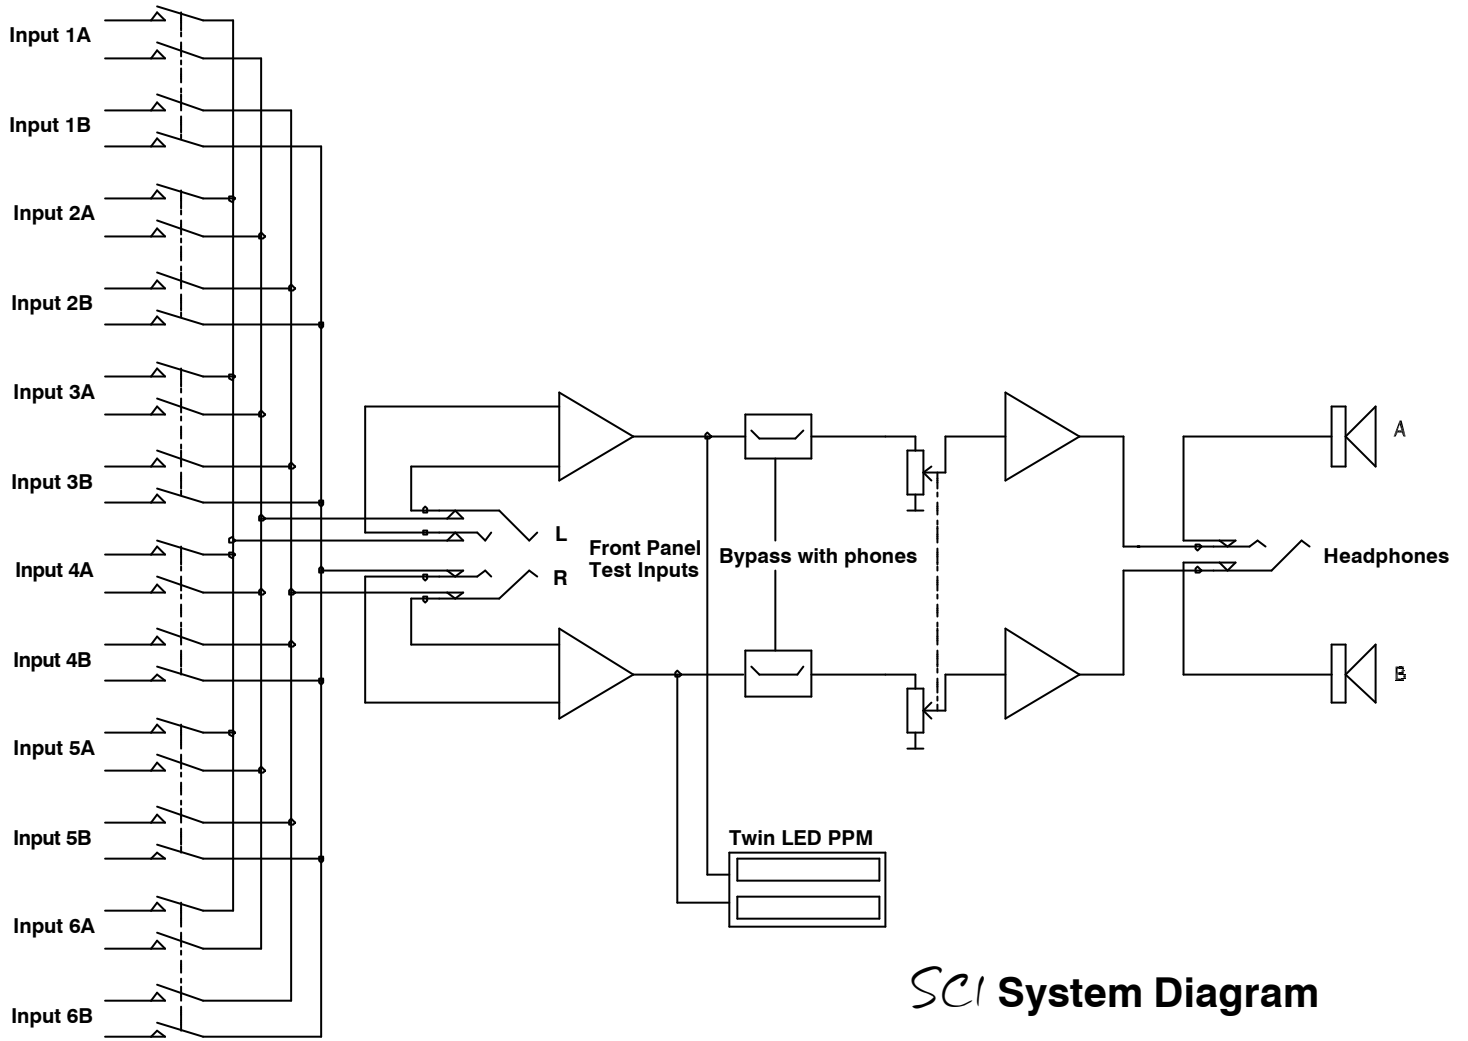 Input 1A
Input 1B
Input 2A
Input 2B
Input 3A
Input 3B
Input 4A
Input 4B
Input 5A
Input 5B
Input 6A
Input 6B
L
R
Front Panel
Test Inputs
Bypass with phones
Twin LED PPM
A
Headphones
B
SCI System Diagram